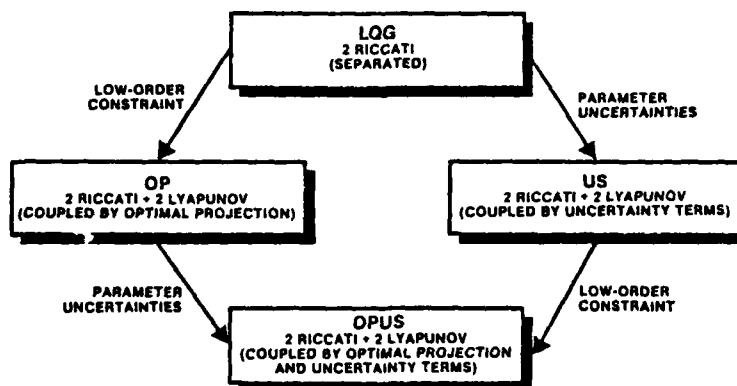 LQG
2 RICCATI
(SEPARATED)
LOW-ORDER
CONSTRAINT
PARAMETER
UNCERTAINTIES
OP
2 RICCATI + 2 LYAPUNOV
(COUPLED BY OPTIMAL PROJECTION)
US
2 RICCATI + 2 LYAPUNOV
(COUPLED BY UNCERTAINTY TERMS)
PARAMETER
UNCERTAINTIES
LOW-ORDER
CONSTRAINT
OPUS
2 RICCATI + 2 LYAPUNOV
(COUPLED BY OPTIMAL PROJECTION
AND UNCERTAINTY TERMS)